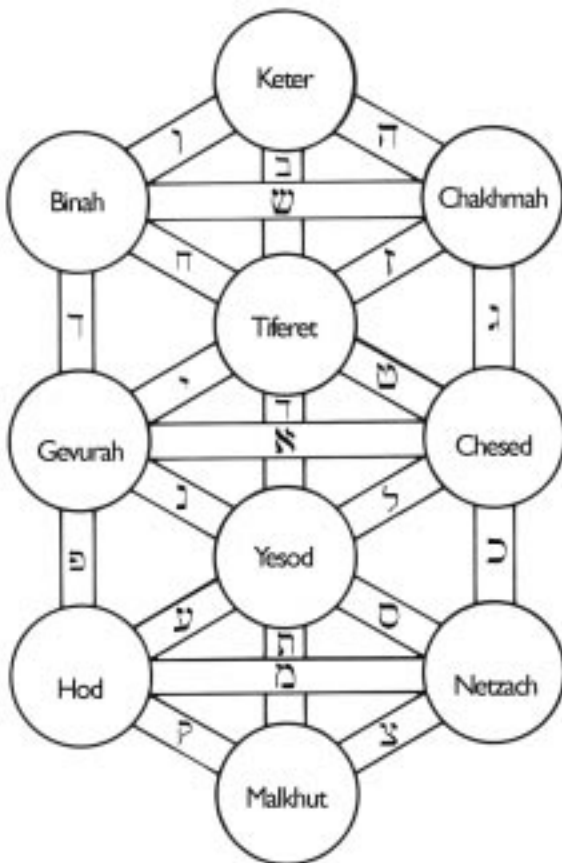 Keter
ו ה
ב
Binah ש Chakhmah
ח ז
Tiferet
ד ג
י ט
ר
Gevurah א Chesed
נ ל
Yesod
פ כ
ע ס
ת
Hod מ Netzach
ק צ
Malkhut